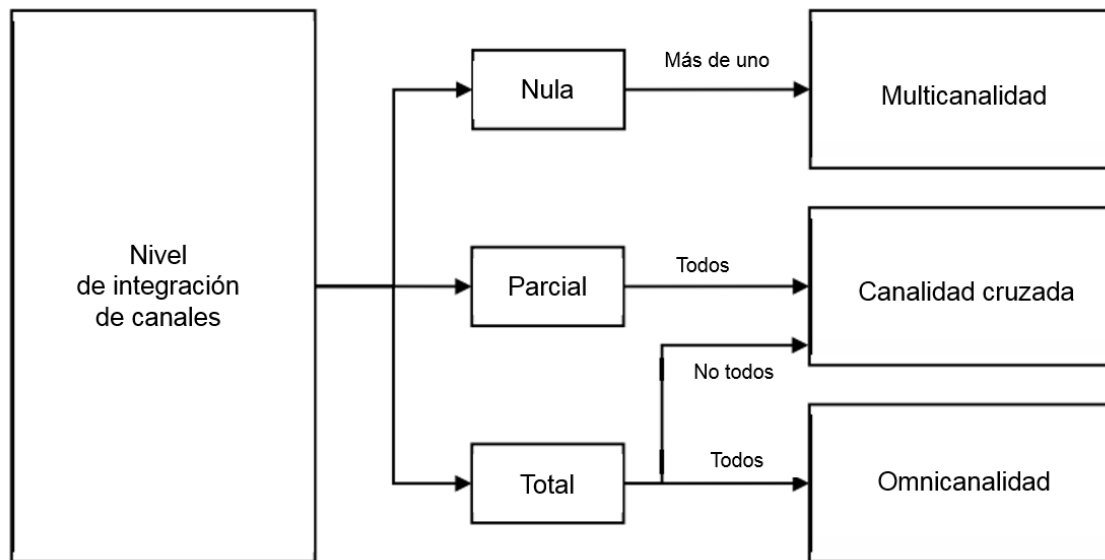 Nivel
de integración
de canales
Nula
Más de uno
Multicanalidad
Parcial
Todos
Canalidad cruzada
No todos
Total
Todos
Omnicanalidad